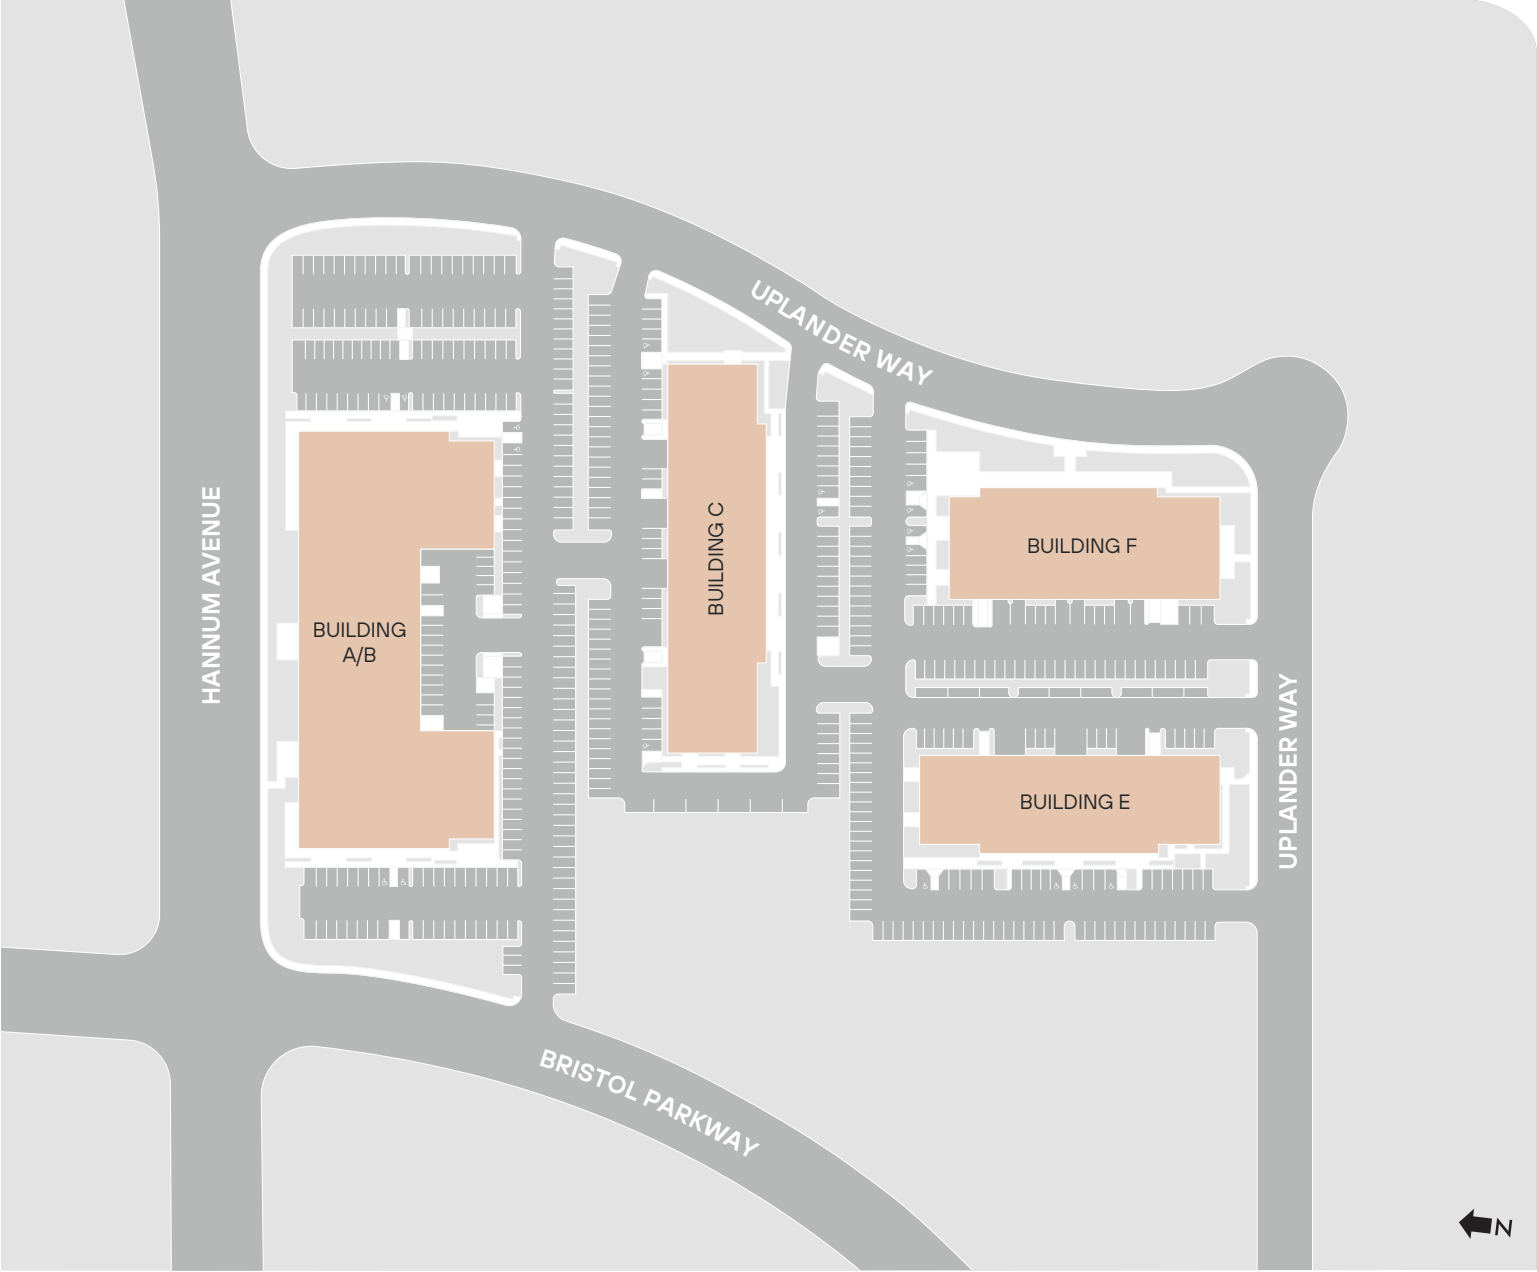 UPLANDER WAY
HANNUM AVENUE
BUILDING C
BUILDING F
BUILDING
A/B
UPLANDER WAY
BUILDING E
BRISTOL PARKWAY
N